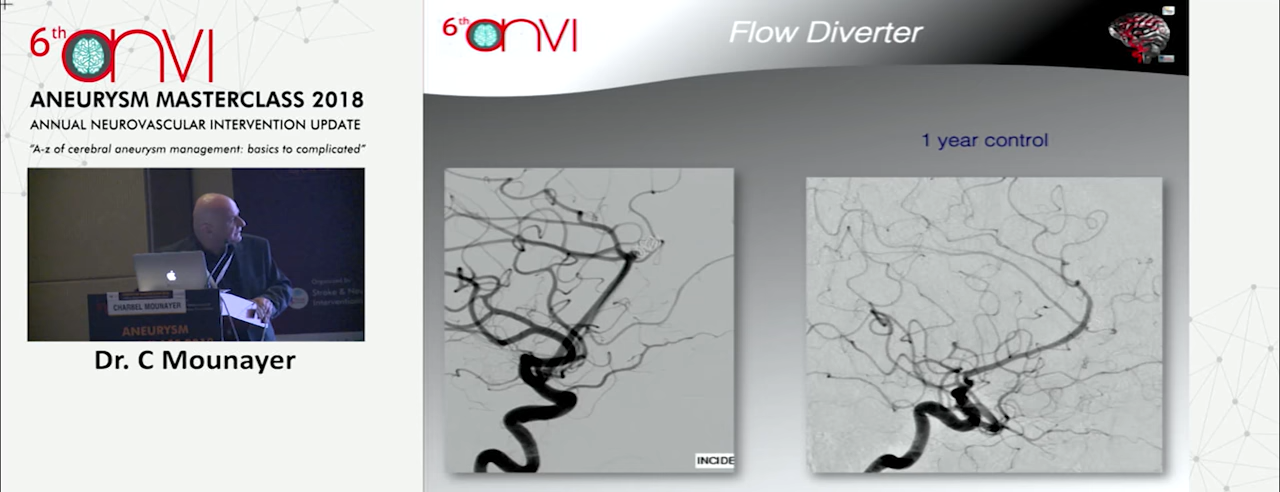 6th anvi
ANEURYSM MASTERCLASS 2018
ANNUAL NEUROVASCULAR INTERVENTION UPDATE
"A-z of cerebral aneurysm management: basics to complicated"
CHARBEL MOUNAYER
ANEURYSM
Dr. C Mounayer
6th anvi
Flow Diverter
1 year control
INCIDE